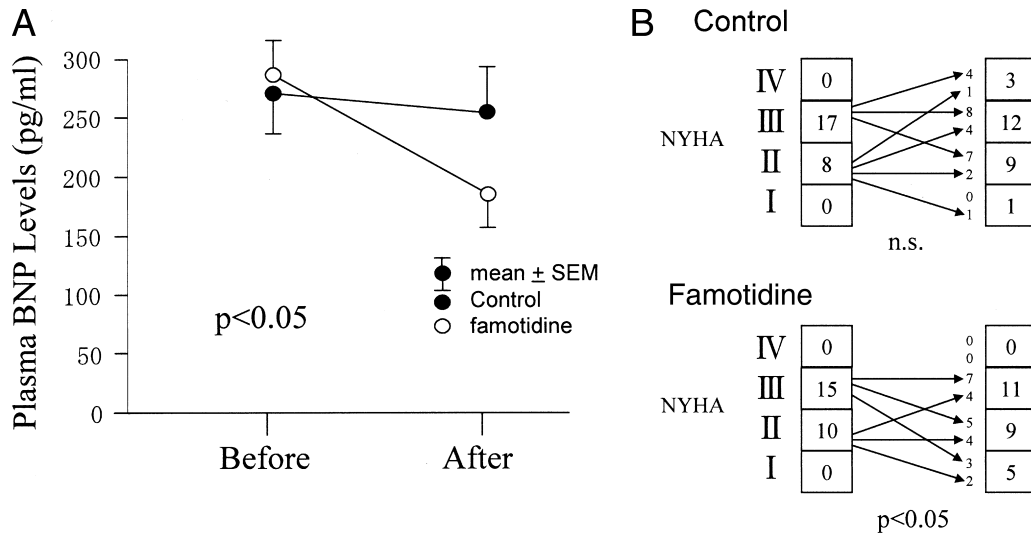 A
Plasma BNP Levels (pg/ml)
300
250
200
150
100
50
0
Before
After
mean ± SEM
Control
famotidine
p<0.05
B
Control
NYHA
IV
III
II
I
0
17
8
0
4
1
8
4
7
2
0
1
3
12
9
1
n.s.
Famotidine
NYHA
IV
III
II
I
0
15
10
0
0
0
7
4
5
4
3
2
0
11
9
5
p<0.05